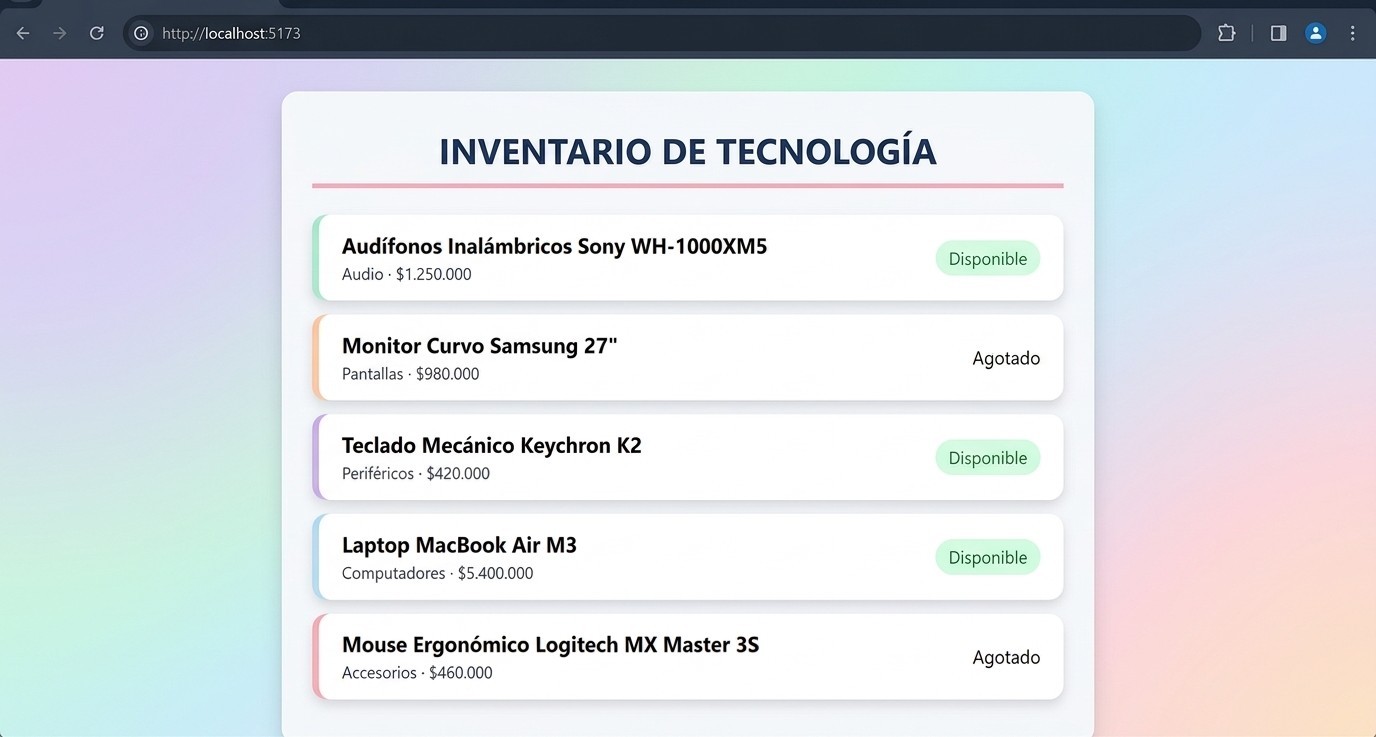 http://localhost:5173
INVENTARIO DE TECNOLOGÍA
Audífonos Inalámbricos Sony WH-1000XM5
Audio · $1.250.000
Disponible
Monitor Curvo Samsung 27"
Pantallas · $980.000
Agotado
Teclado Mecánico Keychron K2
Periféricos · $420.000
Disponible
Laptop MacBook Air M3
Computadores · $5.400.000
Disponible
Mouse Ergonómico Logitech MX Master 3S
Accesorios · $460.000
Agotado